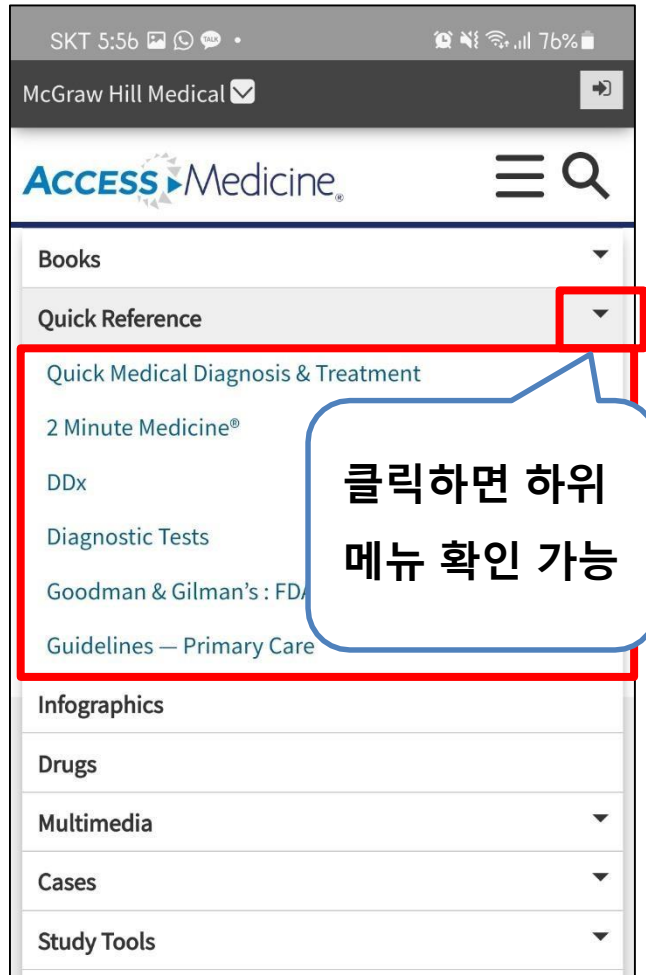 SKT 5:56 TALK •
76%
McGraw Hill Medical
ACCESS Medicine®
Books
Quick Reference
Quick Medical Diagnosis & Treatment
2 Minute Medicine®
DDx
Diagnostic Tests
Goodman & Gilman's : FDA
Guidelines — Primary Care
클릭하면 하위
메뉴 확인 가능
Infographics
Drugs
Multimedia
Cases
Study Tools